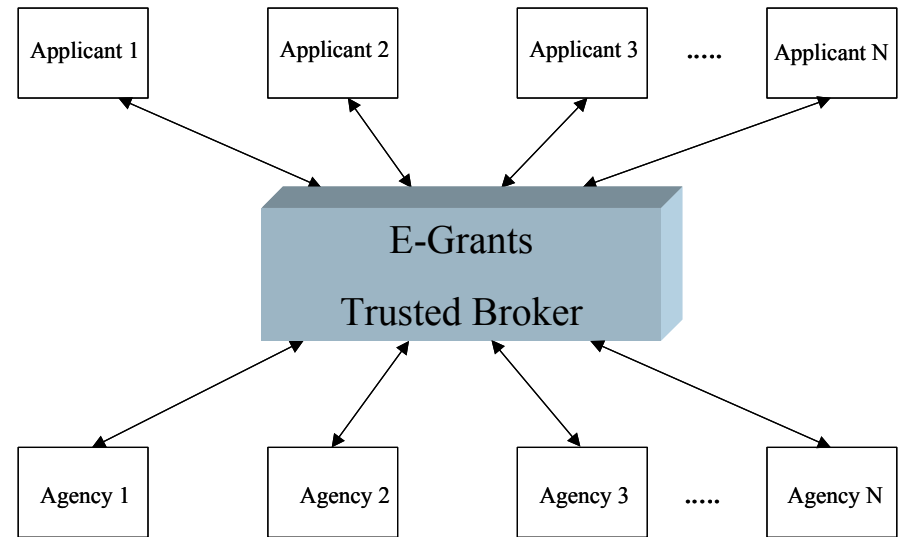 Applicant 1
Applicant 2
Applicant 3
.....
Applicant N
E-Grants
Trusted Broker
Agency 1
Agency 2
Agency 3
.....
Agency N